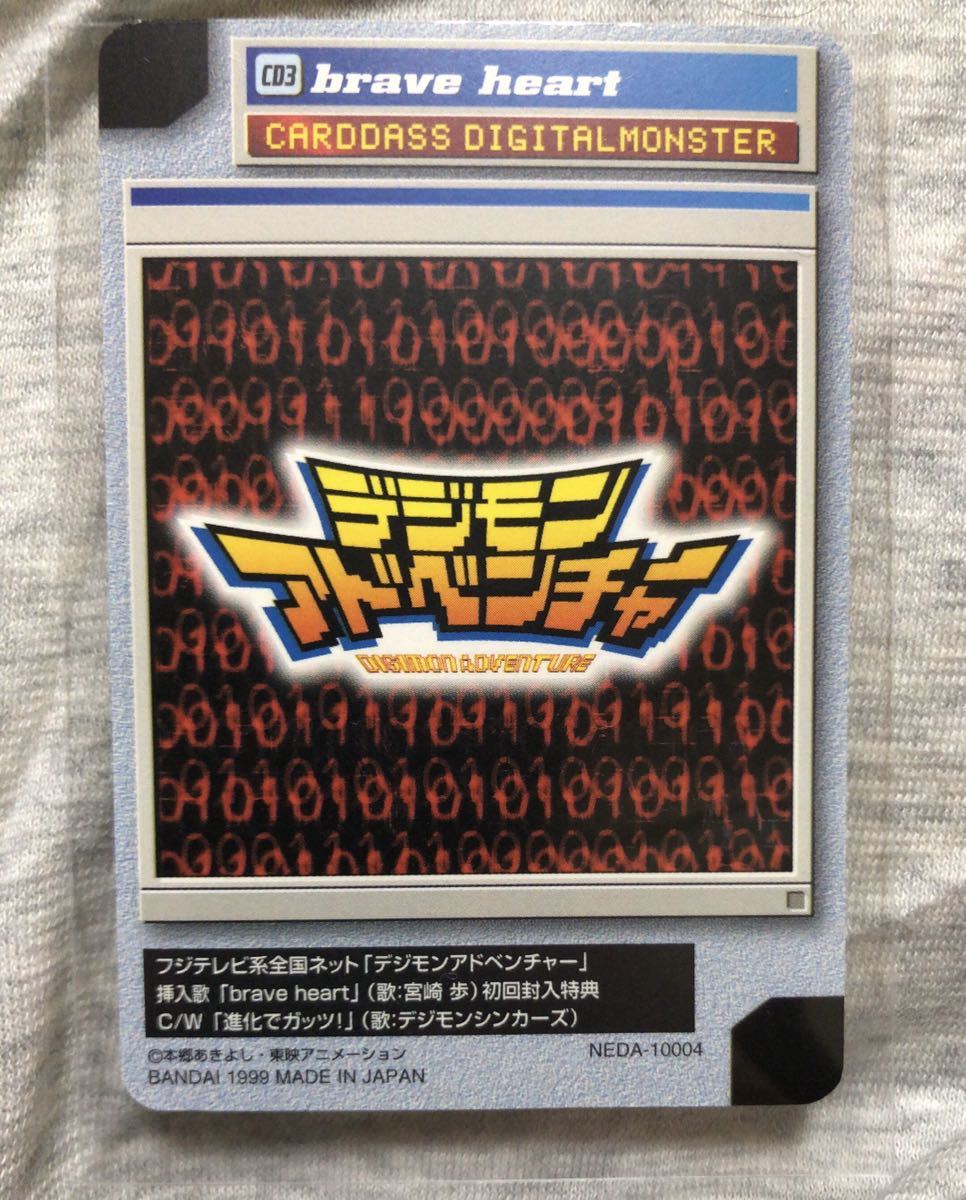 CD3 brave heart
CARDDASS DIGITALMONSTER
デジモン
アドベンチャー
DIGIMON ADVENTURE
フジテレビ系全国ネット「デジモンアドベンチャー」
挿入歌「brave heart」(歌:宮崎 歩)初回封入特典
C/W「進化でガッツ!」(歌:デジモンシンカーズ)
©本郷あきよし・東映アニメーション NEDA-10004
BANDAI 1999 MADE IN JAPAN